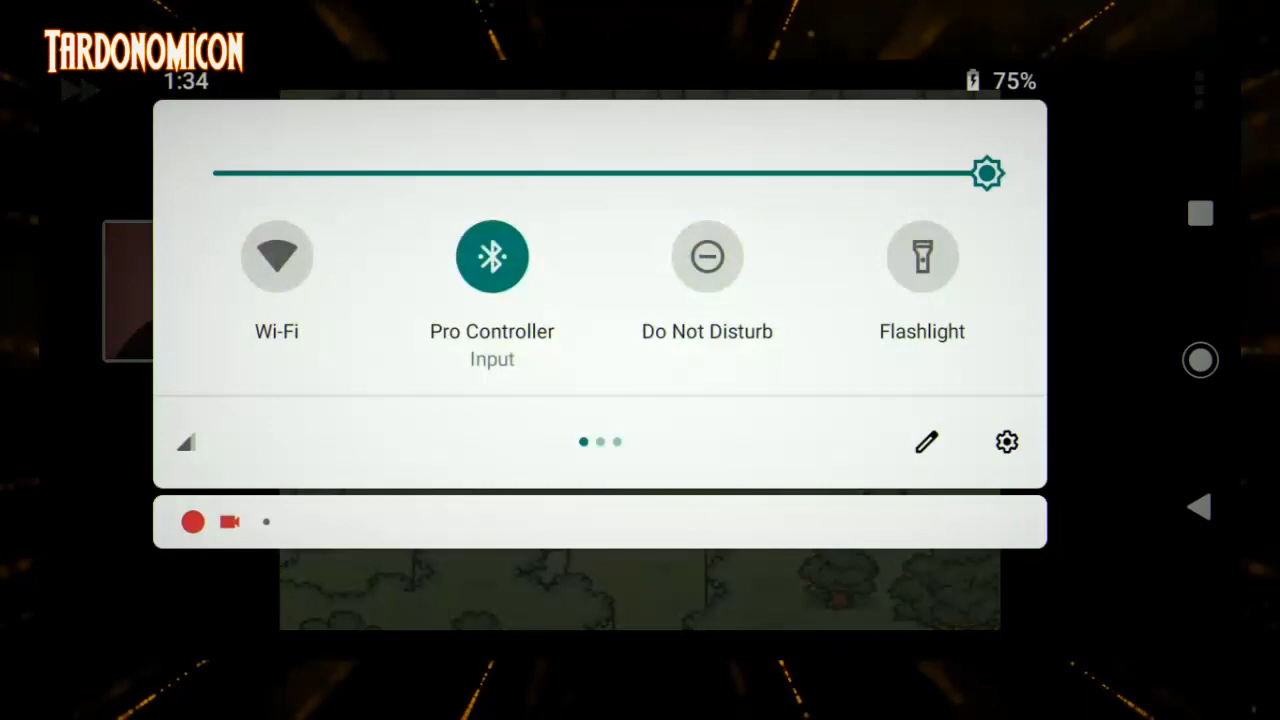 TARDONOMICON
1:34
75%
Wi-Fi
Pro Controller
Do Not Disturb
Flashlight
Input